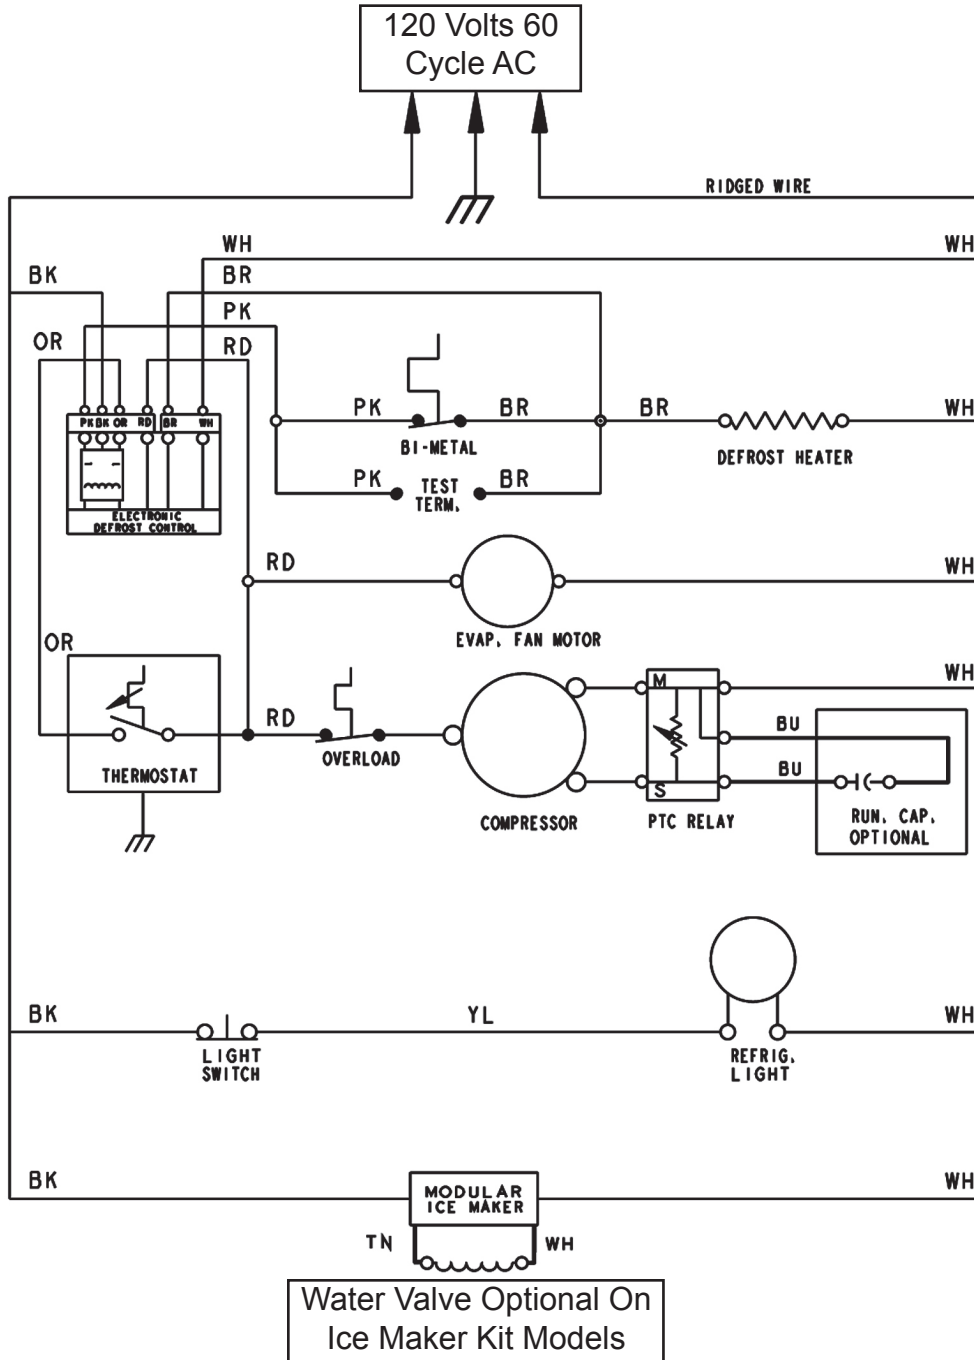 120 Volts 60
Cycle AC
RIDGED WIRE
WH
WH
BK
BR
PK
OR
RD
PK BK OR RD BR WH
PK
BR
BR
WH
BI-METAL
DEFROST HEATER
PK
TEST
TERM.
BR
ELECTRONIC
DEFROST CONTROL
RD
WH
EVAP. FAN MOTOR
OR
M
WH
RD
BU
THERMOSTAT
OVERLOAD
BU
S
COMPRESSOR
PTC RELAY
RUN. CAP.
OPTIONAL
BK
YL
WH
LIGHT
SWITCH
REFRIG.
LIGHT
BK
MODULAR
ICE MAKER
WH
TN
WH
Water Valve Optional On
Ice Maker Kit Models